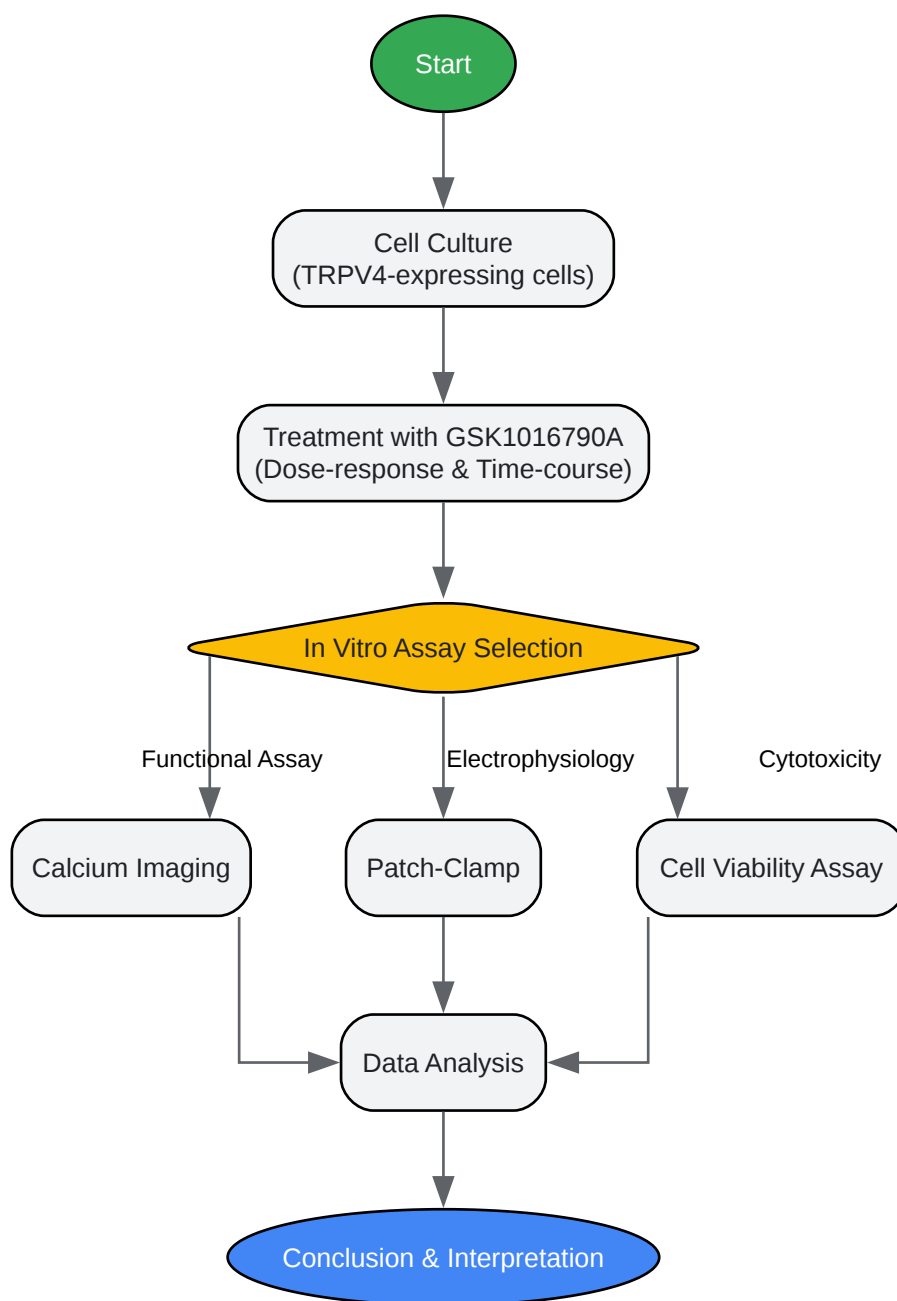 Start
Cell Culture
(TRPV4-expressing cells)
Treatment with GSK1016790A
(Dose-response & Time-course)
In Vitro Assay Selection
Functional Assay
Electrophysiology
Cytotoxicity
Calcium Imaging
Patch-Clamp
Cell Viability Assay
Data Analysis
Conclusion & Interpretation